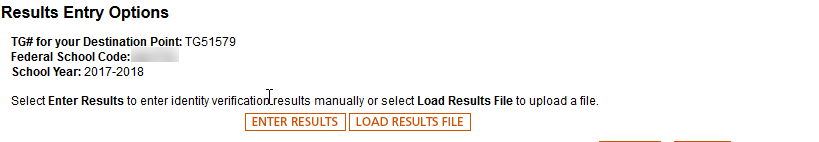 Results Entry Options
TG# for your Destination Point: TG51579
Federal School Code:
School Year: 2017-2018
Select Enter Results to enter identity verification results manually or select Load Results File to upload a file.
ENTER RESULTS LOAD RESULTS FILE